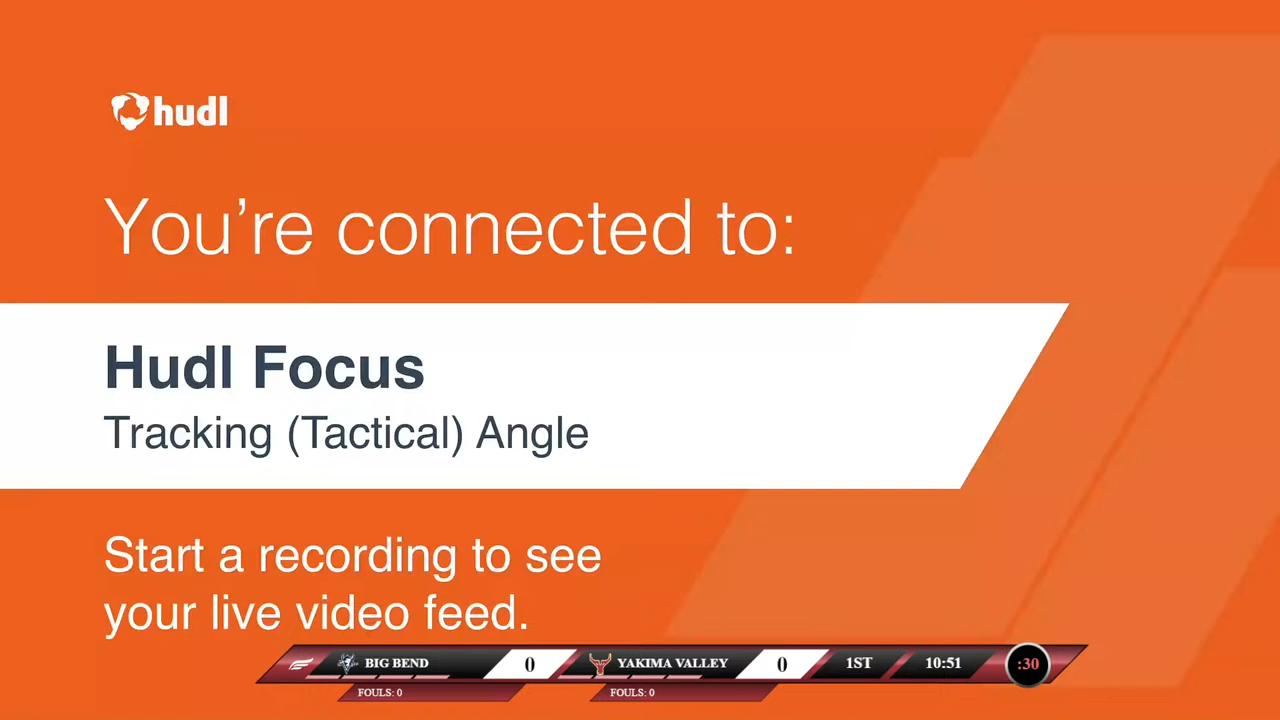 hudl
You're connected to:
Hudl Focus
Tracking (Tactical) Angle
Start a recording to see
your live video feed.
BIG BEND 0 YAKIMA VALLEY 0 1ST 10:51 :30
FOULS: 0 FOULS: 0